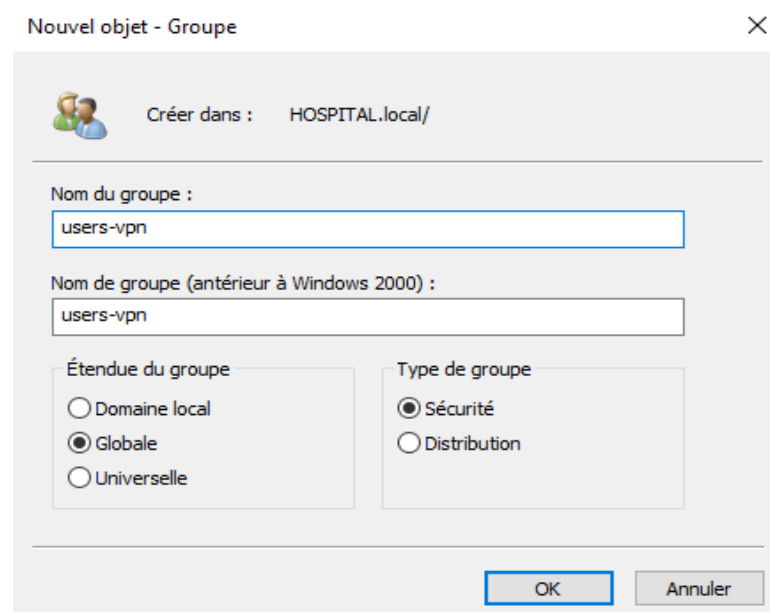 Nouvel objet - Groupe
Créer dans : HOSPITAL.local/
Nom du groupe :
users-vpn
Nom de groupe (antérieur à Windows 2000) :
users-vpn
Étendue du groupe
Domaine local
Globale
Universelle
Type de groupe
Sécurité
Distribution
OK Annuler